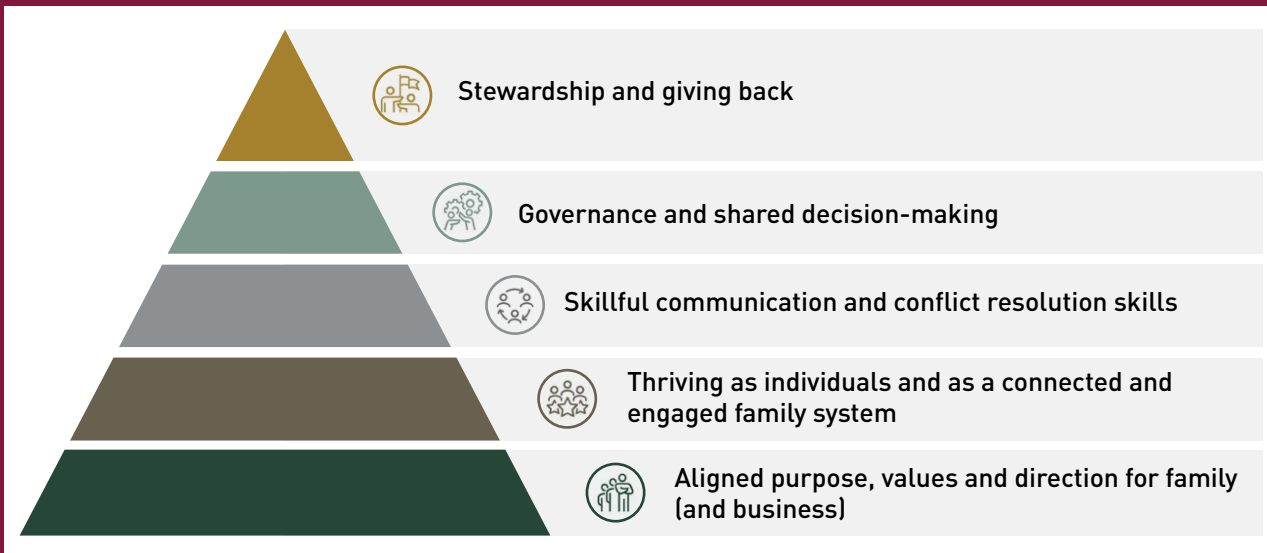 Stewardship and giving back
Governance and shared decision-making
Skillful communication and conflict resolution skills
Thriving as individuals and as a connected and
engaged family system
Aligned purpose, values and direction for family
(and business)